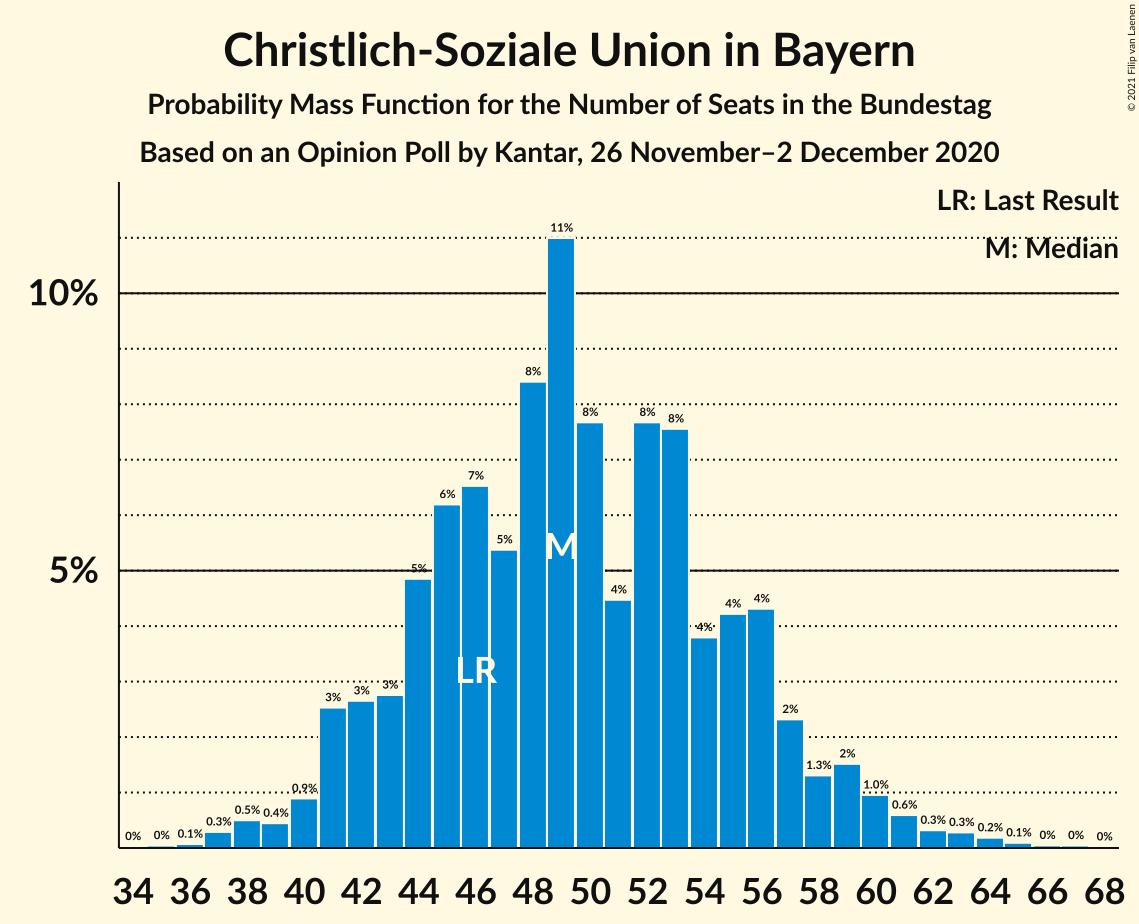 Christlich-Soziale Union in Bayern
Probability Mass Function for the Number of Seats in the Bundestag
Based on an Opinion Poll by Kantar, 26 November–2 December 2020
© 2021 Filip van Laenen
LR: Last Result
M: Median
10%
5%
0% 0% 0.1% 0.3% 0.5% 0.4% 0.9% 3% 3% 3% 5% 6% 7% 5% 8% 11% 8% 4% 8% 8% 4% 4% 4% 2% 1.3% 2% 1.0% 0.6% 0.3% 0.3% 0.2% 0.1% 0% 0% 0%
M
LR
34 36 38 40 42 44 46 48 50 52 54 56 58 60 62 64 66 68